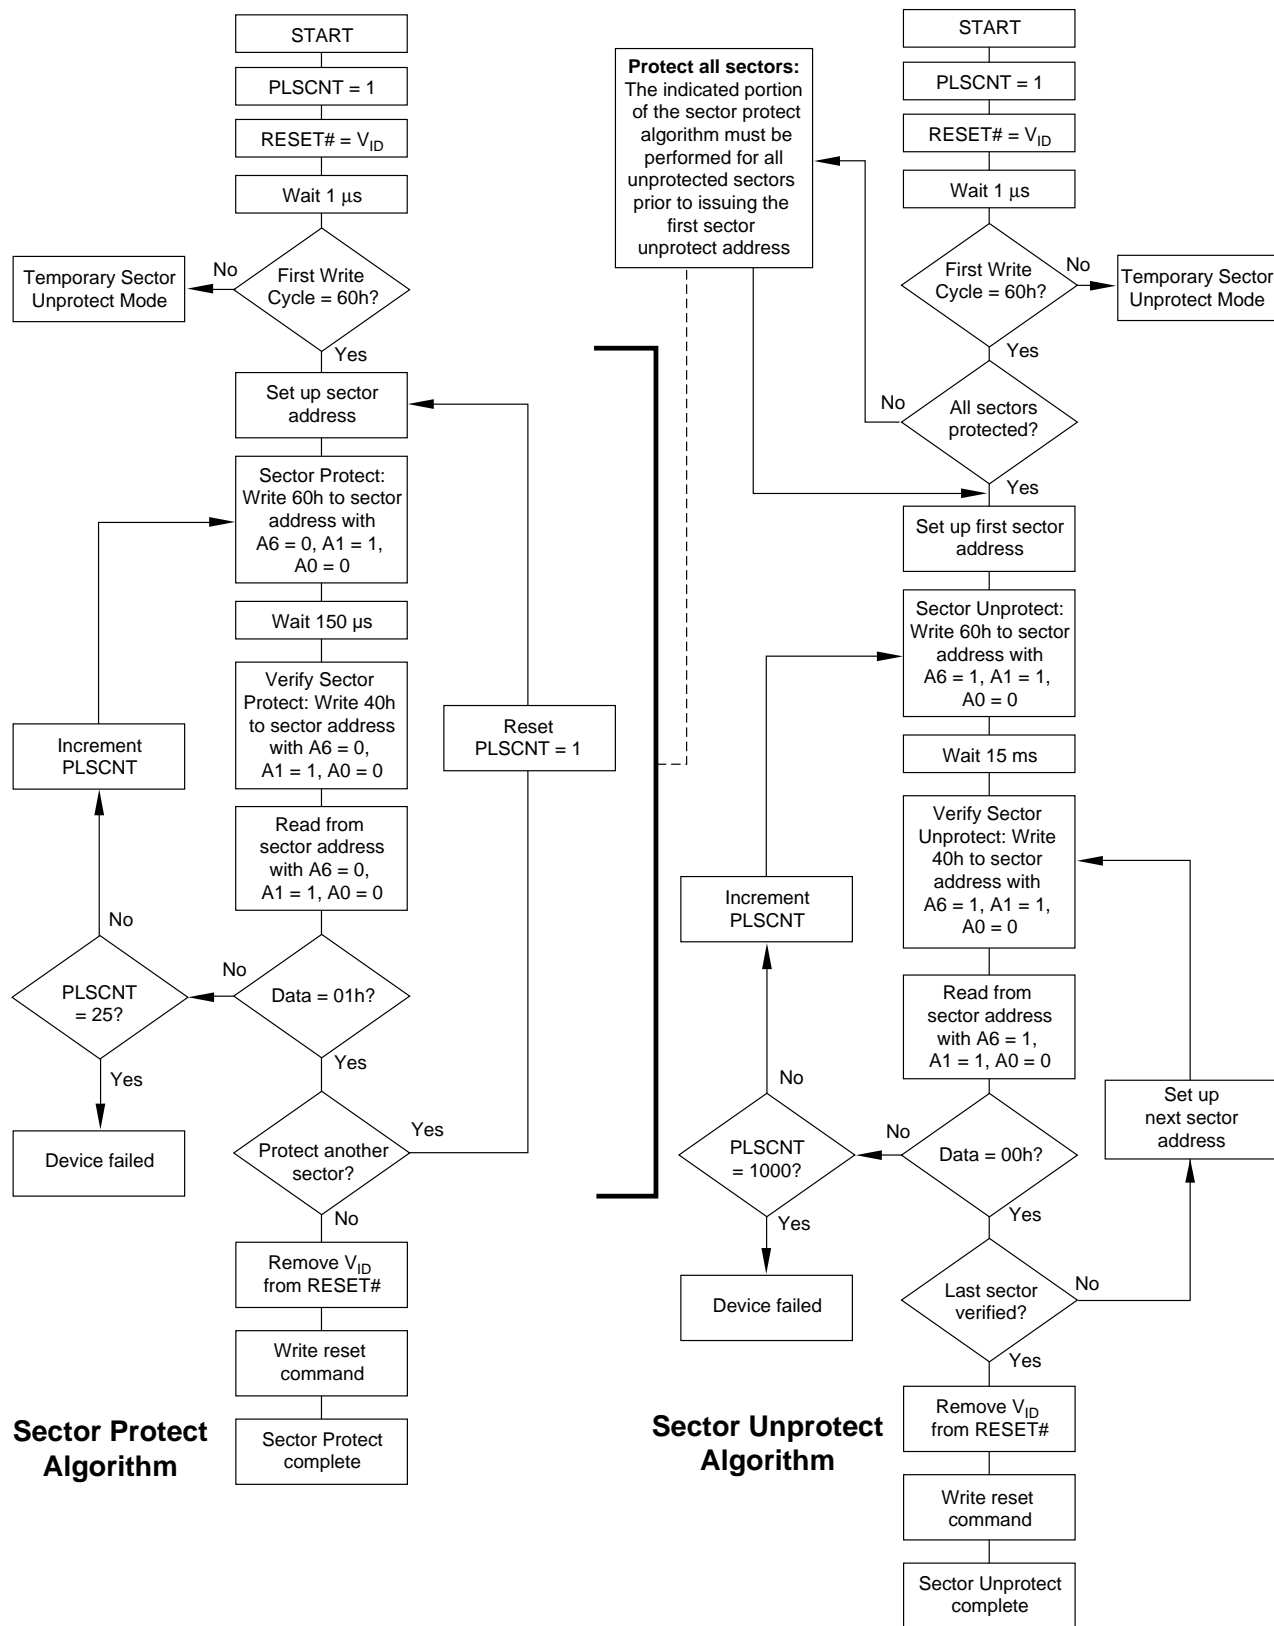 START
PLSCNT = 1
RESET# = VID
Wait 1 μs
First Write
Cycle = 60h?
No
Temporary Sector
Unprotect Mode
Yes
Set up sector
address
Sector Protect:
Write 60h to sector
address with
A6 = 0, A1 = 1,
A0 = 0
Wait 150 µs
Verify Sector
Protect: Write 40h
to sector address
with A6 = 0,
A1 = 1, A0 = 0
Read from
sector address
with A6 = 0,
A1 = 1, A0 = 0
Data = 01h?
No
PLSCNT
= 25?
No
Increment
PLSCNT
Yes
Device failed
Yes
Protect another
sector?
Yes
Reset
PLSCNT = 1
No
Remove VID
from RESET#
Write reset
command
Sector Protect
complete
Sector Protect
Algorithm
Protect all sectors:
The indicated portion
of the sector protect
algorithm must be
performed for all
unprotected sectors
prior to issuing the
first sector
unprotect address
START
PLSCNT = 1
RESET# = VID
Wait 1 μs
First Write
Cycle = 60h?
No
Temporary Sector
Unprotect Mode
Yes
All sectors
protected?
No
Yes
Set up first sector
address
Sector Unprotect:
Write 60h to sector
address with
A6 = 1, A1 = 1,
A0 = 0
Wait 15 ms
Verify Sector
Unprotect: Write
40h to sector
address with
A6 = 1, A1 = 1,
A0 = 0
Read from
sector address
with A6 = 1,
A1 = 1, A0 = 0
Data = 00h?
No
PLSCNT
= 1000?
No
Increment
PLSCNT
Yes
Device failed
Yes
Last sector
verified?
No
Set up
next sector
address
Yes
Remove VID
from RESET#
Write reset
command
Sector Unprotect
complete
Sector Unprotect
Algorithm